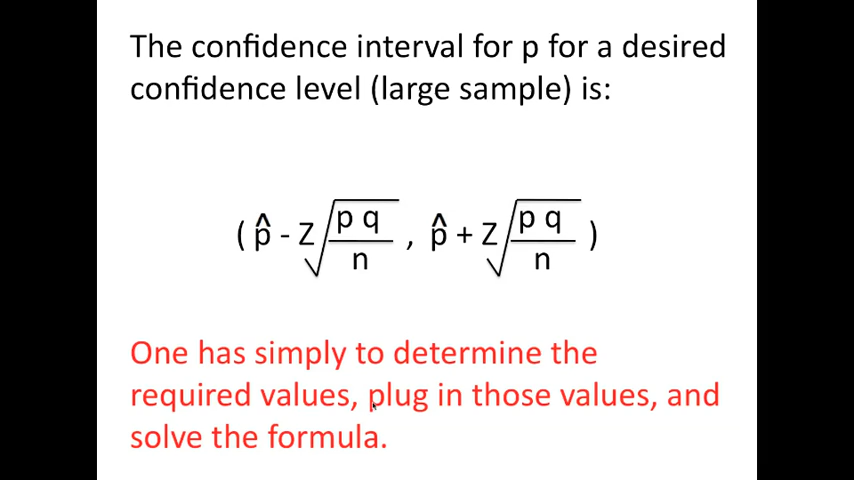 The confidence interval for p for a desired
confidence level (large sample) is:
( p̂ - Z√(p q / n) , p̂ + Z√(p q / n) )
One has simply to determine the
required values, plug in those values, and
solve the formula.